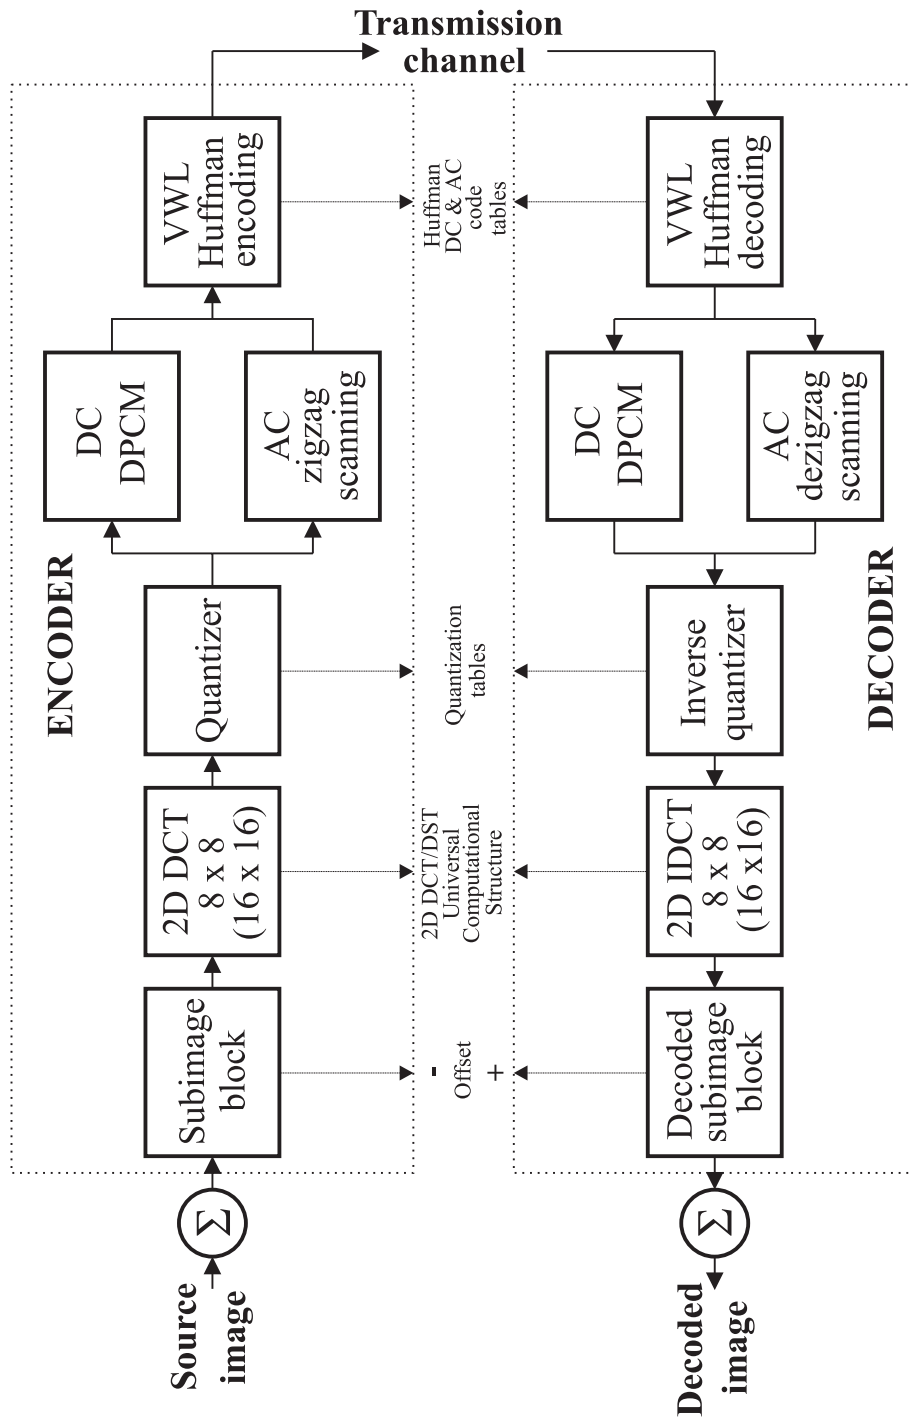 Transmission
channel
ENCODER
Source
image
Σ
Subimage
block
2D DCT
8 x 8
(16 x 16)
Quantizer
DC
DPCM
AC
zigzag
scanning
VWL
Huffman
encoding
-
Offset
+
2D DCT/DST
Universal
Computational
Structure
Quantization
tables
Huffman
DC & AC
code
tables
VWL
Huffman
decoding
DC
DPCM
AC
dezigzag
scanning
Inverse
quantizer
2D IDCT
8 x 8
(16 x16)
Decoded
subimage
block
Σ
Decoded
image
DECODER